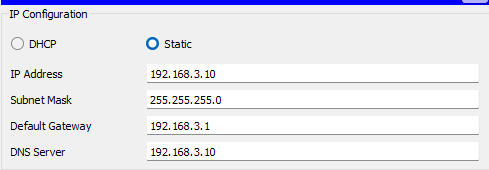 IP Configuration
DHCP Static
IP Address 192.168.3.10
Subnet Mask 255.255.255.0
Default Gateway 192.168.3.1
DNS Server 192.168.3.10